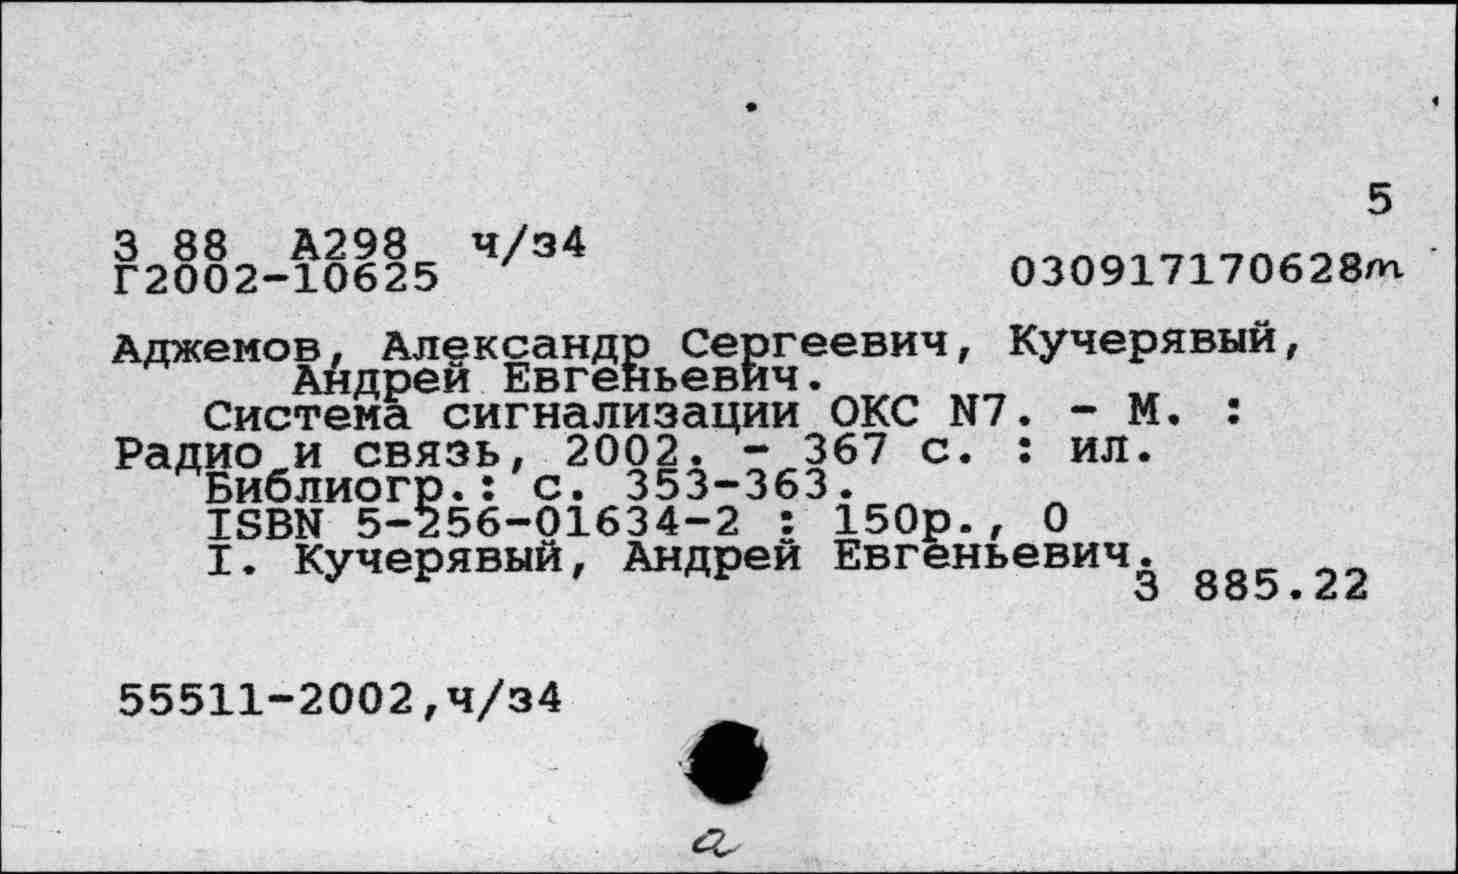 5
З 88 А298 ч/з4
Г2002-10625
030917170628т
Аджемов, Александр Сергеевич, Кучерявый,
Андрей Евгеньевич.
Система сигнализации ОКС N7. - М. :
Радио и связь, 2002. - 367 с. : ил.
Библиогр.: с. 353-363.
ISBN 5-256-01634-2 : 150р., 0
I. Кучерявый, Андрей Евгеньевич.
З 885.22
55511-2002,ч/з4
а